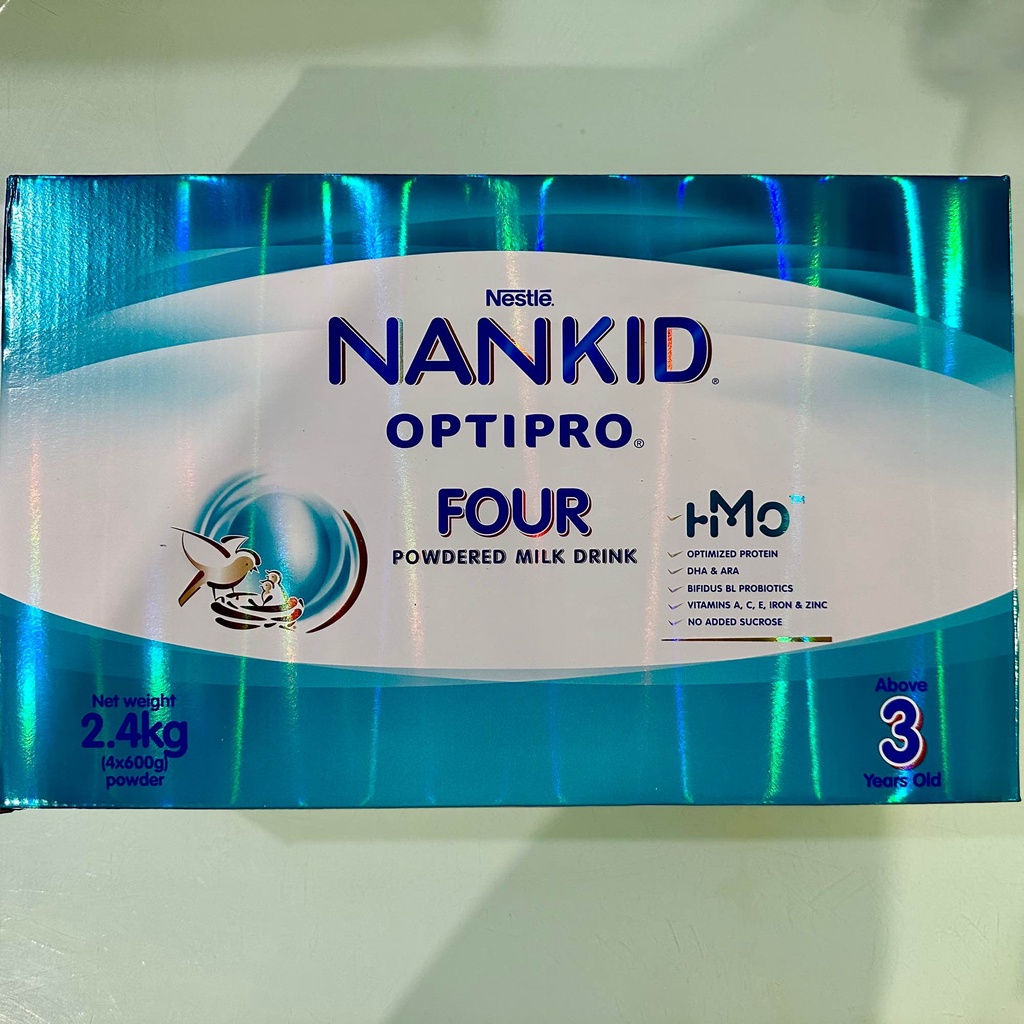 Nestlé.
NANKID®
OPTIPRO®
FOUR
POWDERED MILK DRINK
HMO™
OPTIMIZED PROTEIN
DHA & ARA
BIFIDUS BL PROBIOTICS
VITAMINS A, C, E, IRON & ZINC
NO ADDED SUCROSE
Net weight
2.4kg
(4x600g)
powder
Above
3
Years Old